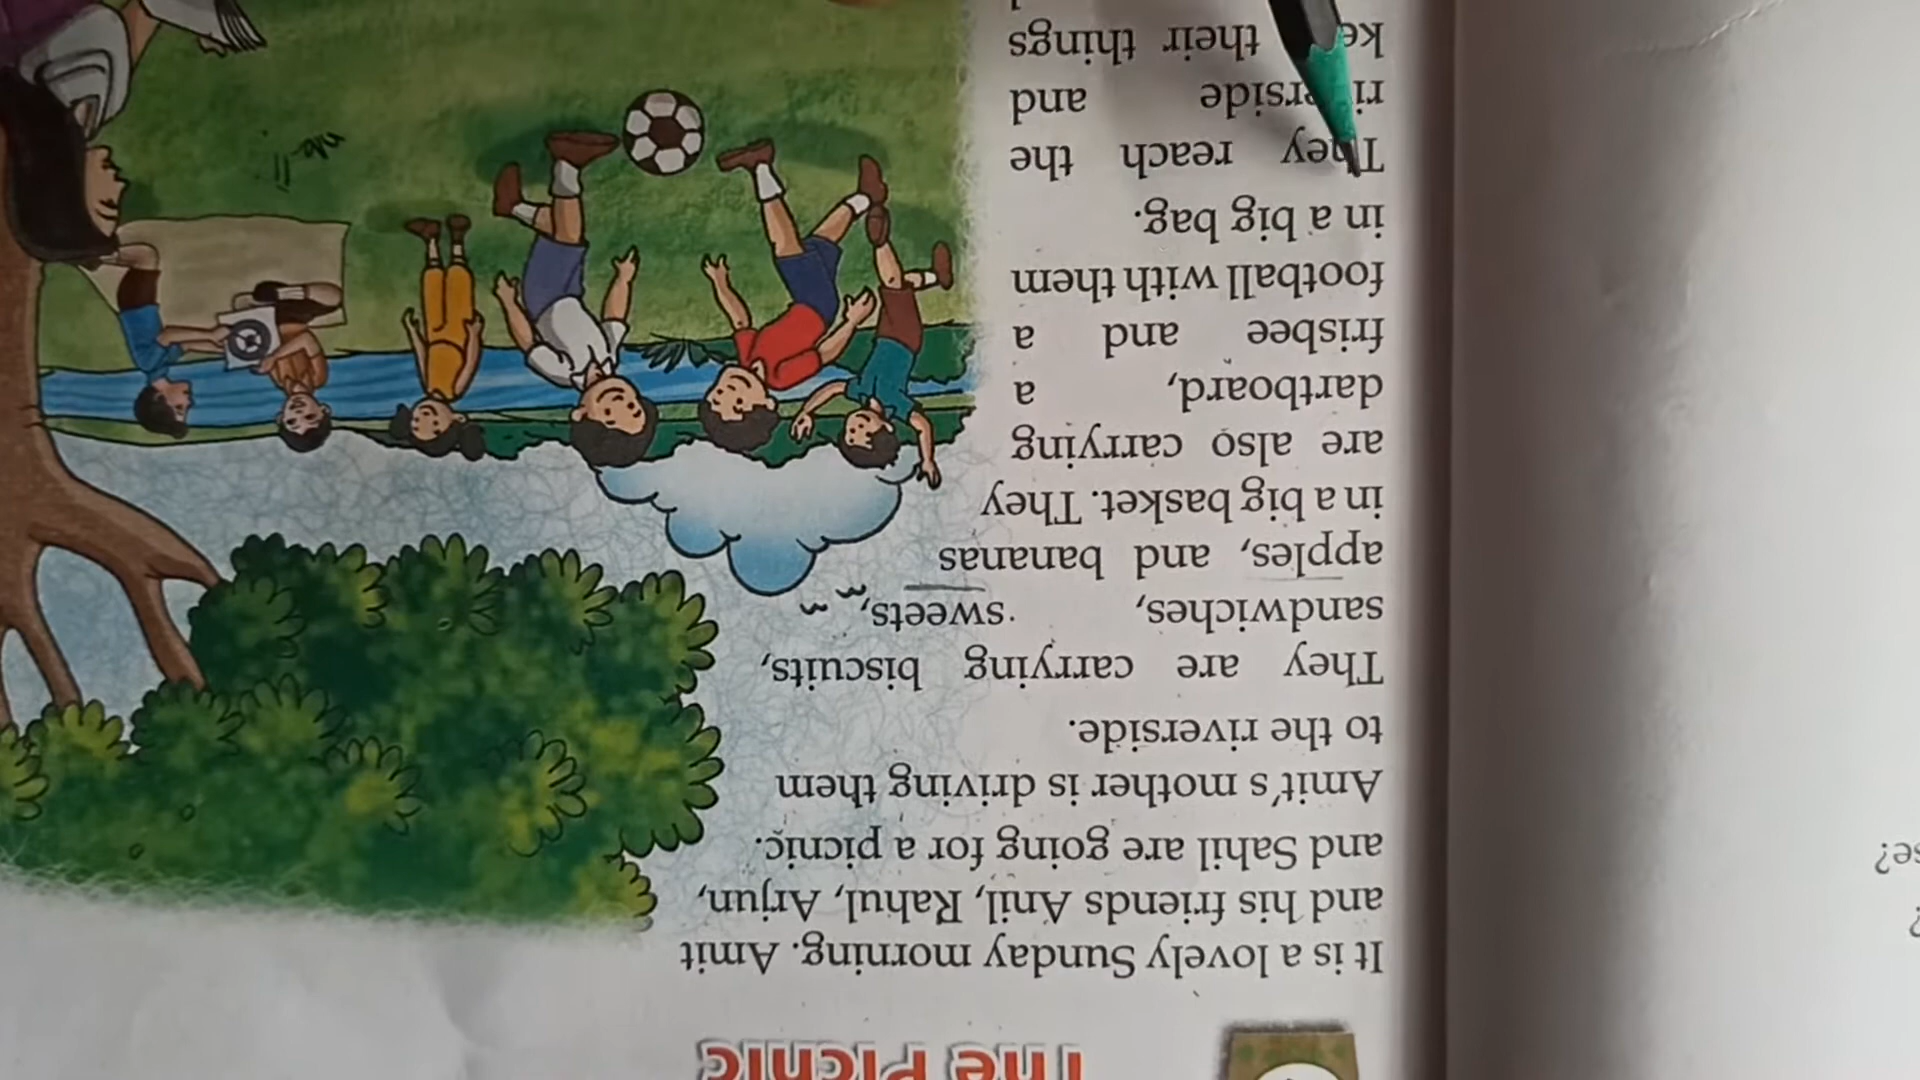 The Picnic
It is a lovely Sunday morning. Amit
and his friends Anil, Rahul, Arjun,
and Sahil are going for a picnic.
Amit's mother is driving them
to the riverside.
They are carrying biscuits,
sandwiches, sweets,
apples, and bananas
in a big basket. They
are also carrying
dartboard, a
frisbee and a
football with them
in a big bag.
They reach the
riverside and
their things